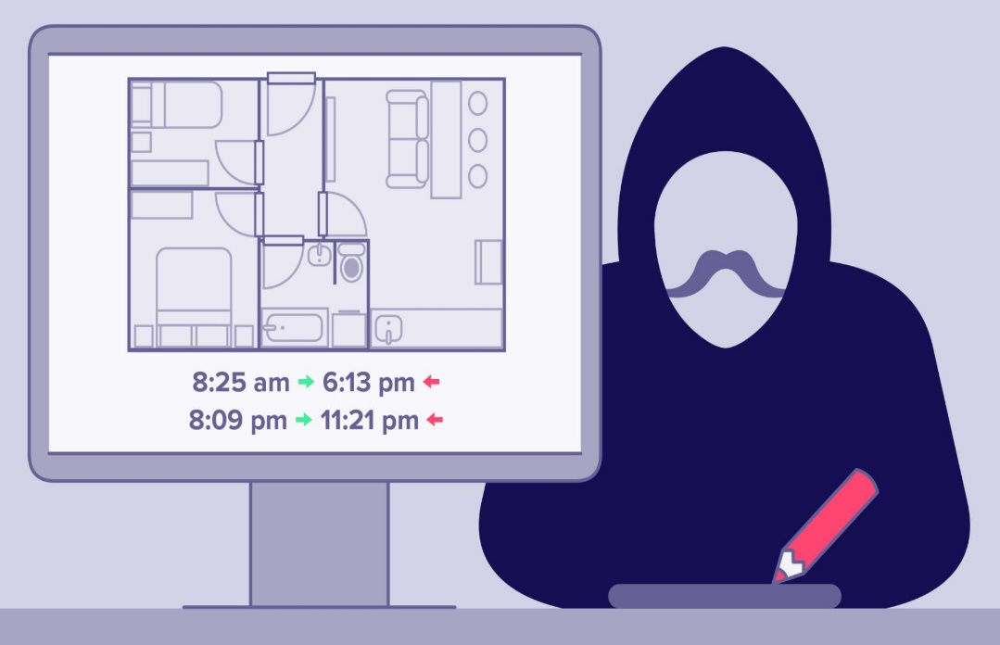 8:25 am → 6:13 pm ←
8:09 pm → 11:21 pm ←